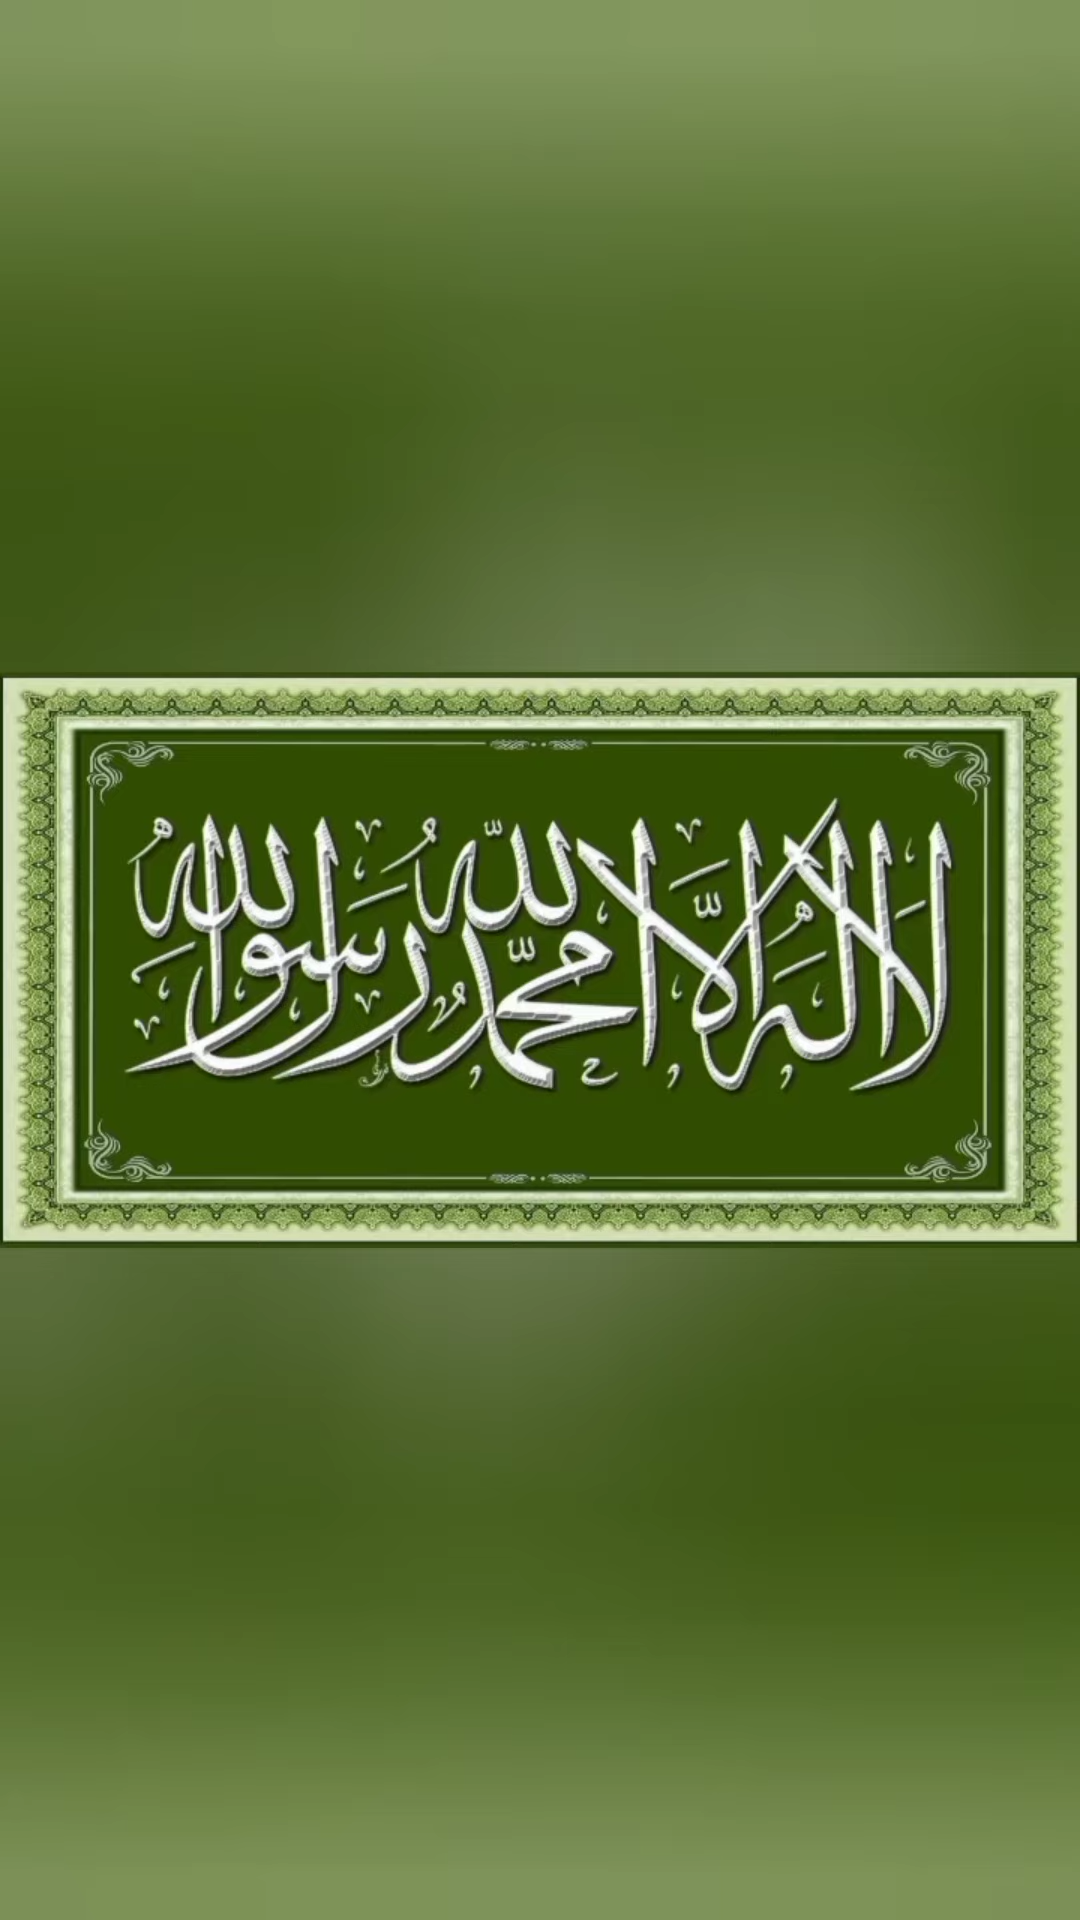 لا إله إلا الله محمد رسول الله